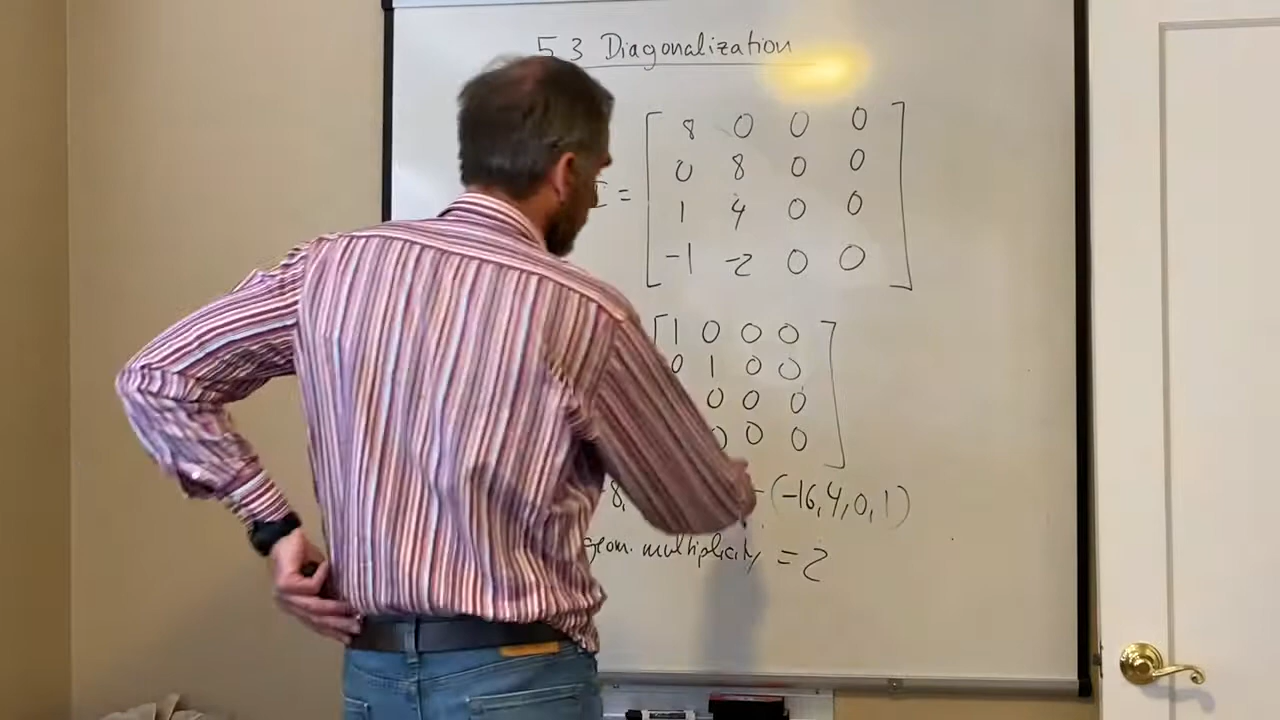 5.3 Diagonalization
8 0 0 0
I = 0 8 0 0
1 4 0 0
-1 -2 0 0
1 0 0 0
0 1 0 0
0 0 0
0 0 0
-8, (-16, 4, 0, 1)
geom. multiplicity = 2